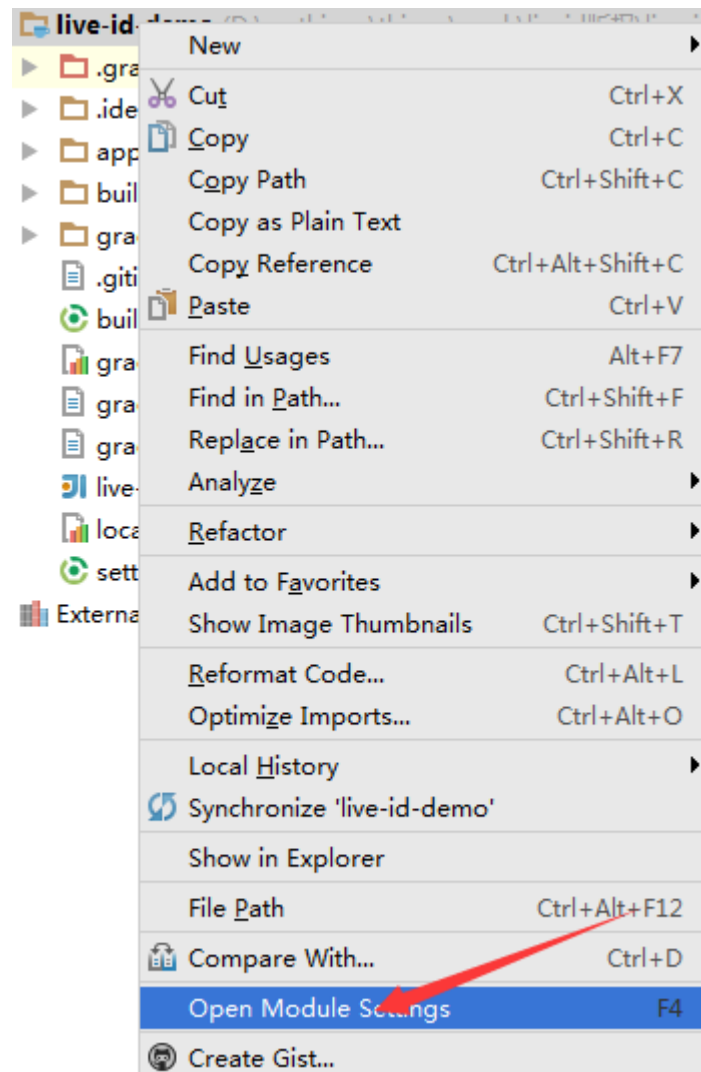 live-id-demo
New
.gra
Cut Ctrl+X
.ide
Copy Ctrl+C
app
Copy Path Ctrl+Shift+C
buil
Copy as Plain Text
gra
Copy Reference Ctrl+Alt+Shift+C
.giti
Paste Ctrl+V
buil
Find Usages Alt+F7
gra
Find in Path... Ctrl+Shift+F
gra
Replace in Path... Ctrl+Shift+R
gra
Analyze
live-
Refactor
loca
Add to Favorites
sett
Show Image Thumbnails Ctrl+Shift+T
Externa
Reformat Code... Ctrl+Alt+L
Optimize Imports... Ctrl+Alt+O
Local History
Synchronize 'live-id-demo'
Show in Explorer
File Path Ctrl+Alt+F12
Compare With... Ctrl+D
Open Module Settings F4
Create Gist...